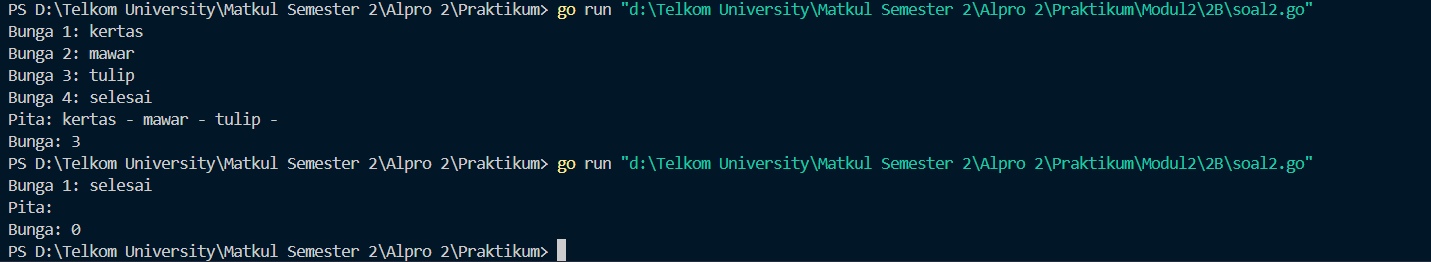 PS D:\Telkom University\Matkul Semester 2\Alpro 2\Praktikum> go run "d:\Telkom University\Matkul Semester 2\Alpro 2\Praktikum\Modul2\2B\soal2.go"
Bunga 1: kertas
Bunga 2: mawar
Bunga 3: tulip
Bunga 4: selesai
Pita: kertas - mawar - tulip -
Bunga: 3
PS D:\Telkom University\Matkul Semester 2\Alpro 2\Praktikum> go run "d:\Telkom University\Matkul Semester 2\Alpro 2\Praktikum\Modul2\2B\soal2.go"
Bunga 1: selesai
Pita:
Bunga: 0
PS D:\Telkom University\Matkul Semester 2\Alpro 2\Praktikum>